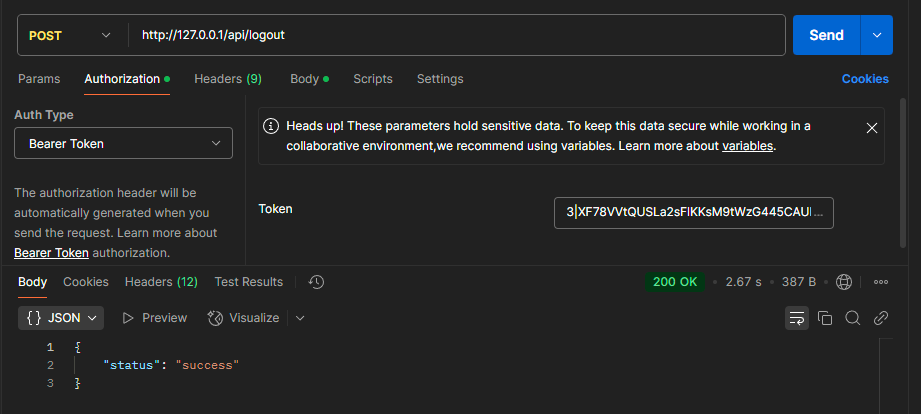 POST http://127.0.0.1/api/logout Send
Params Authorization Headers (9) Body Scripts Settings Cookies
Auth Type
Bearer Token
The authorization header will be
automatically generated when you
send the request. Learn more about
Bearer Token authorization.
Heads up! These parameters hold sensitive data. To keep this data secure while working in a
collaborative environment,we recommend using variables. Learn more about variables.
Token 3|XF78VVtQUSLa2sFlKKsM9tWzG445CAUI...
Body Cookies Headers (12) Test Results 200 OK • 2.67 s • 387 B
{} JSON Preview Visualize
1 {
2 "status": "success"
3 }